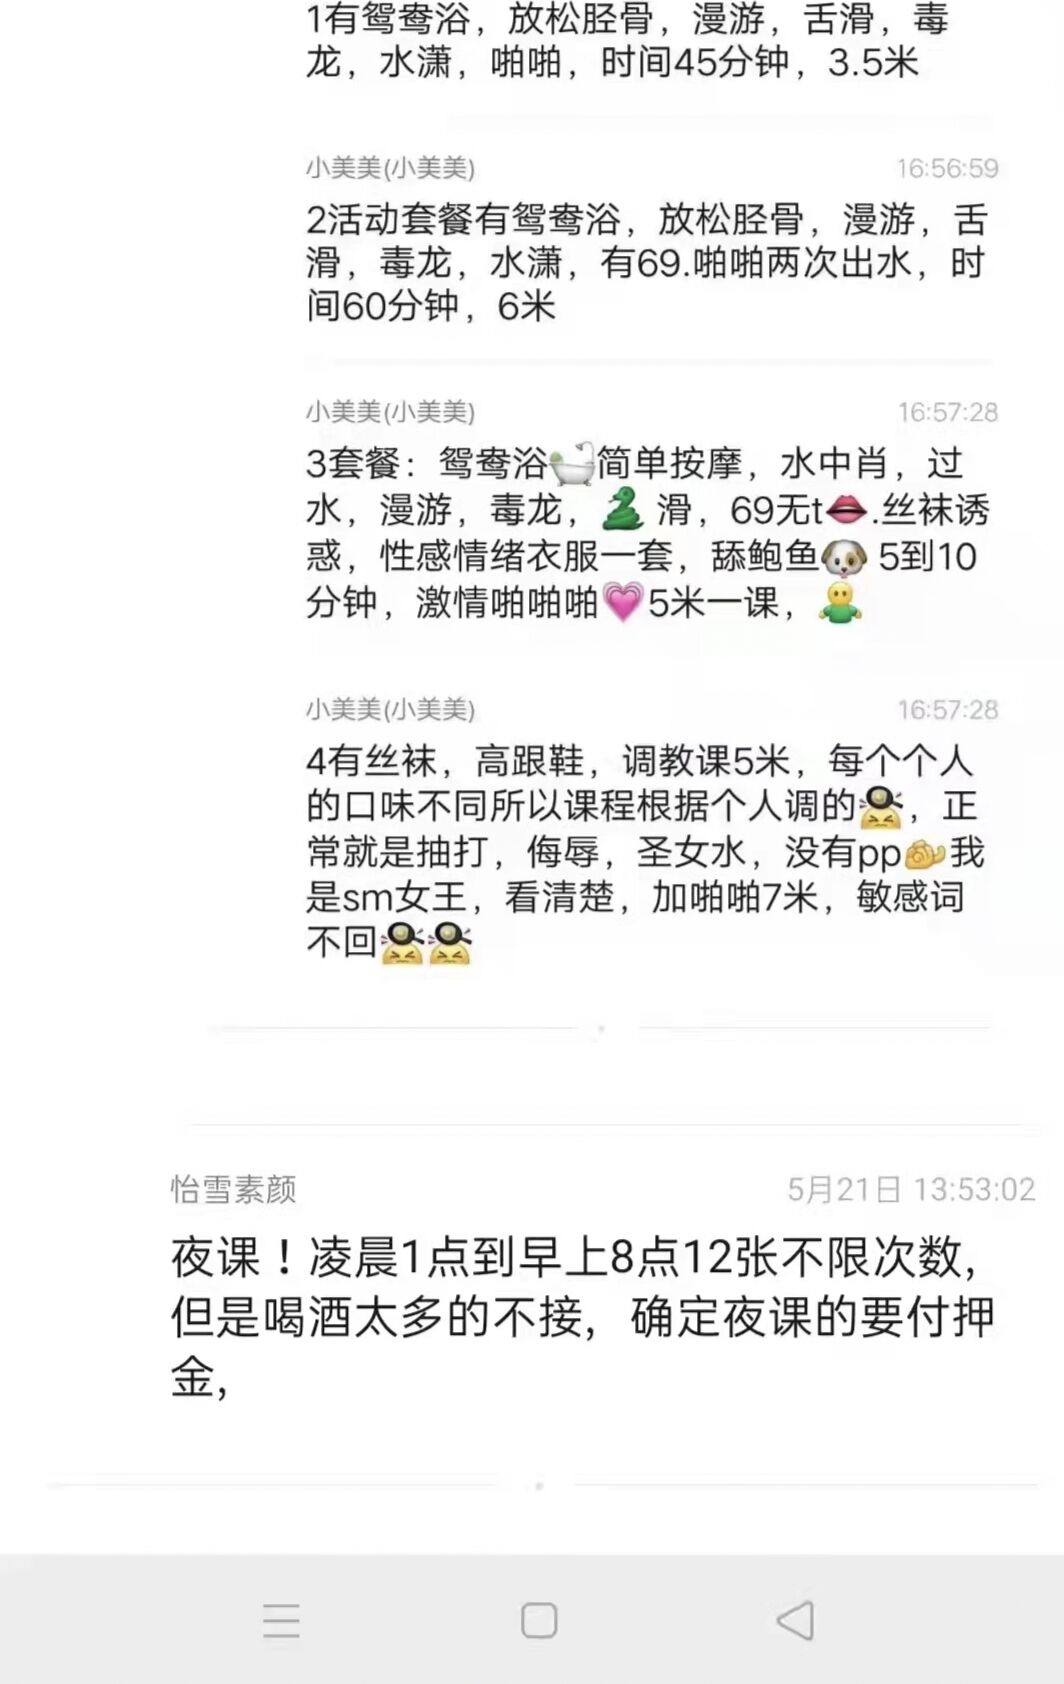 1有鸳鸯浴，放松胫骨，漫游，舌滑，毒
龙，水潇，啪啪，时间45分钟，3.5米
小美美(小美美) 16:56:59
2活动套餐有鸳鸯浴，放松胫骨，漫游，舌
滑，毒龙，水潇，有69.啪啪两次出水，时
间60分钟，6米
小美美(小美美) 16:57:28
3套餐：鸳鸯浴🛀简单按摩，水中肖，过
水，漫游，毒龙，🐍滑，69无t👄.丝袜诱
惑，性感情绪衣服一套，舔鲍鱼🐶5到10
分钟，激情啪啪啪💗5米一课，
小美美(小美美) 16:57:28
4有丝袜，高跟鞋，调教课5米，每个个人
的口味不同所以课程根据个人调的，正
常就是抽打，侮辱，圣女水，没有pp我
是sm女王，看清楚，加啪啪7米，敏感词
不回
怡雪素颜 5月21日 13:53:02
夜课！凌晨1点到早上8点12张不限次数，
但是喝酒太多的不接，确定夜课的要付押
金，